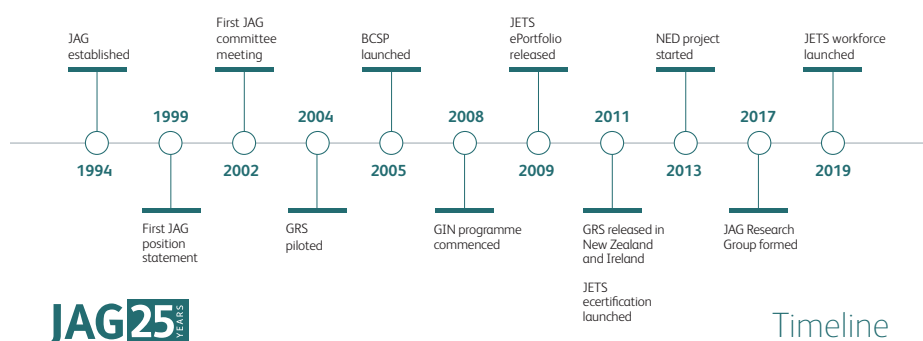 JAG
established
First JAG
committee
meeting
BCSP
launched
JETS
ePortfolio
released
NED project
started
JETS workforce
launched
1999
2004
2008
2011
2017
1994
2002
2005
2009
2013
2019
First JAG
position
statement
GRS
piloted
GIN programme
commenced
GRS released in
New Zealand
and Ireland
JETS
ecertification
launched
JAG Research
Group formed
JAG 25 YEARS
Timeline